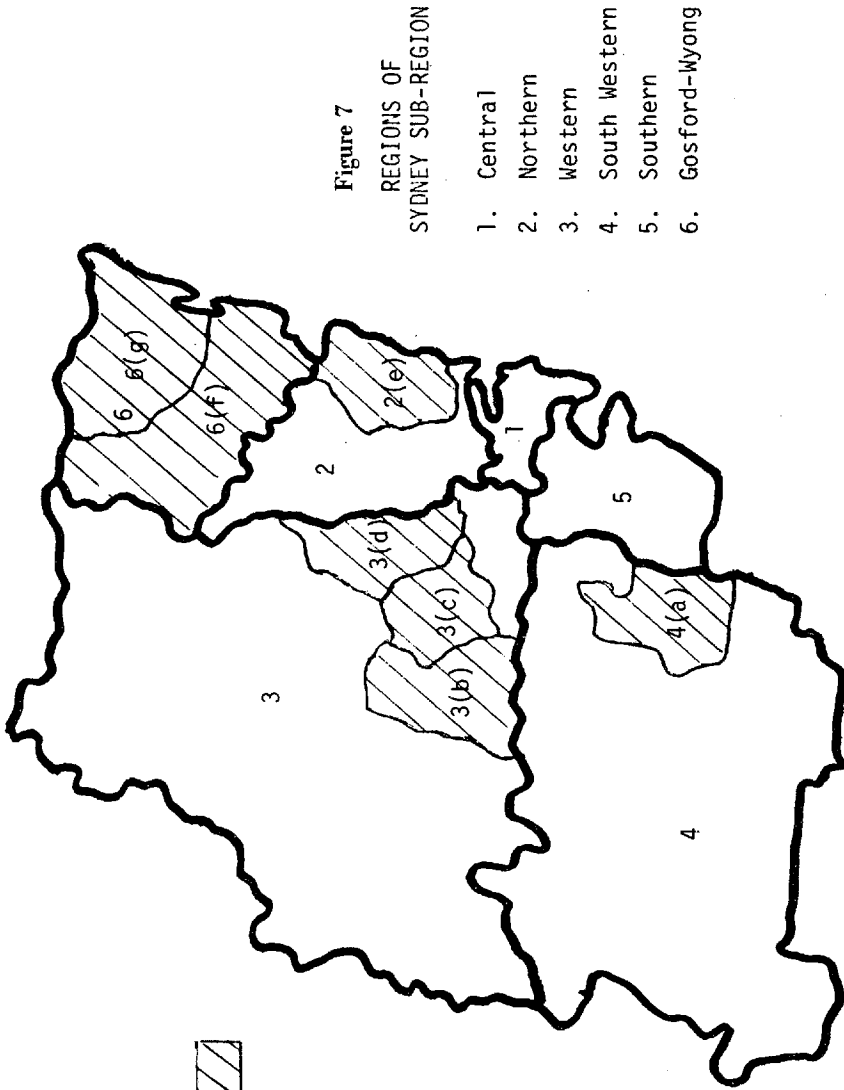 Figure 7
REGIONS OF
SYDNEY SUB-REGION
1. Central
2. Northern
3. Western
4. South Western
5. Southern
6. Gosford-Wyong
6
6(g)
6(f)
2
2(e)
3
3(d)
3(c)
3(b)
1
5
4(a)
4